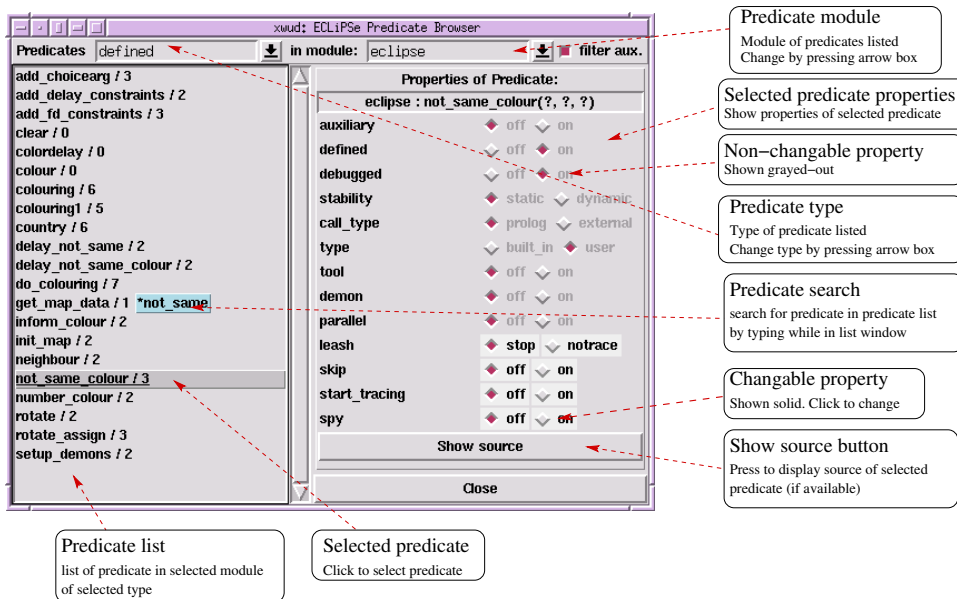 xwud: ECLiPSe Predicate Browser
Predicates defined in module: eclipse filter aux.
add_choicearg / 3
add_delay_constraints / 2
add_fd_constraints / 3
clear / 0
colordelay / 0
colour / 0
colouring / 6
colouring1 / 5
country / 6
delay_not_same / 2
delay_not_same_colour / 2
do_colouring / 7
get_map_data / 1 *not_same
inform_colour / 2
init_map / 2
neighbour / 2
not_same_colour / 3
number_colour / 2
rotate / 2
rotate_assign / 3
setup_demons / 2
Properties of Predicate:
eclipse : not_same_colour(?, ?, ?)
auxiliary off on
defined off on
debugged off on
stability static dynamic
call_type prolog external
type built_in user
tool off on
demon off on
parallel off on
leash stop notrace
skip off on
start_tracing off on
spy off on
Show source
Close
Predicate module
Module of predicates listed
Change by pressing arrow box
Selected predicate properties
Show properties of selected predicate
Non−changable property
Shown grayed−out
Predicate type
Type of predicate listed
Change type by pressing arrow box
Predicate search
search for predicate in predicate list
by typing while in list window
Changable property
Shown solid. Click to change
Show source button
Press to display source of selected
predicate (if available)
Predicate list
list of predicate in selected module
of selected type
Selected predicate
Click to select predicate